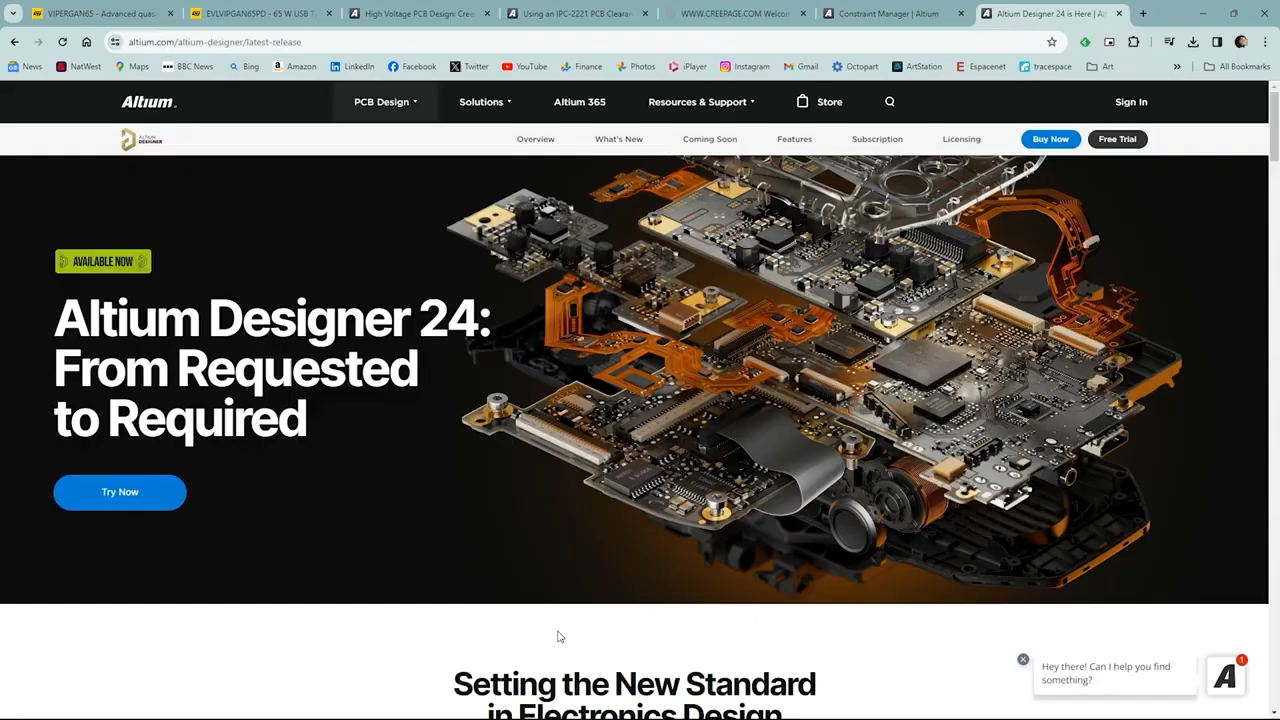 VIPERGAN65 - Advanced quas
EVLVIPGAN65PD - 65 W USB T
High Voltage PCB Design: Cree
Using an IPC-2221 PCB Clearan
WWW.CREEPAGE.COM Welcom
Constraint Manager | Altium
Altium Designer 24 is Here | Al
altium.com/altium-designer/latest-release
News NatWest Maps BBC News Bing Amazon LinkedIn Facebook Twitter YouTube Finance Photos iPlayer Instagram Gmail Octopart ArtStation Espacenet tracespace Art All Bookmarks
Altium
PCB Design Solutions Altium 365 Resources & Support Store Sign In
ALTIUM
DESIGNER
Overview What's New Coming Soon Features Subscription Licensing Buy Now Free Trial
AVAILABLE NOW
Altium Designer 24:
From Requested
to Required
Try Now
Setting the New Standard
in Electronics Design
Hey there! Can I help you find
something?
1